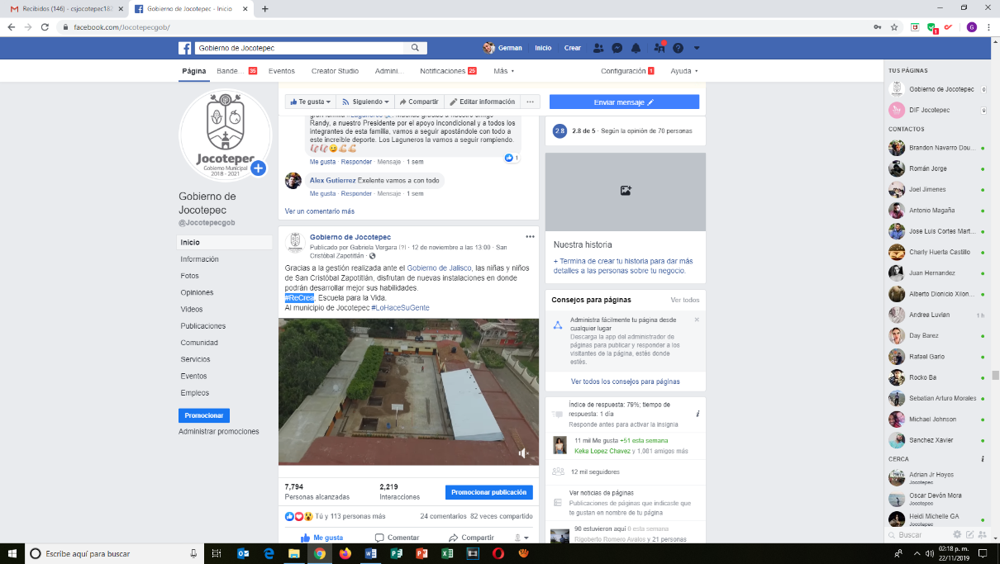 Recibidos (146) - csjocotepec182
Gobierno de Jocotepec - Inicio
facebook.com/Jocotepecgob/
Gobierno de Jocotepec
German Inicio Crear
Página Bande... 35 Eventos Creator Studio Admini... Notificaciones 25 Más Configuración 1 Ayuda
Jocotepec
Gobierno Municipal
2018 - 2021
Gobierno de
Jocotepec
@Jocotepecgob
Inicio
Información
Fotos
Opiniones
Videos
Publicaciones
Comunidad
Servicios
Eventos
Empleos
Promocionar
Administrar promociones
Te gusta Siguiendo Compartir Editar información ...
Enviar mensaje
Randy, a nuestro Presidente por el apoyo incondicional y a todos los
integrantes de esta familia, vamos a seguir apostándole con todo a
este increíble deporte. Los Laguneros la vamos a seguir rompiendo.
1
Me gusta · Responder · Mensaje · 1 sem
Alex Gutierrez Exelente vamos a con todo
Me gusta · Responder · Mensaje · 1 sem
Ver un comentario más
Gobierno de Jocotepec
Publicado por Gabriela Vergara [?] · 12 de noviembre a las 13:00 · San
Cristóbal Zapotitlán ·
Gracias a la gestión realizada ante el Gobierno de Jalisco, las niñas y niños
de San Cristóbal Zapotitlán, disfrutan de nuevas instalaciones en donde
podrán desarrollar mejor sus habilidades.
#ReCrea, Escuela para la Vida.
Al municipio de Jocotepec #LoHaceSuGente
7,794
Personas alcanzadas
2,219
Interacciones
Promocionar publicación
Tú y 113 personas más 24 comentarios 82 veces compartido
Me gusta Comentar Compartir
2.8 2.8 de 5 · Según la opinión de 70 personas
Nuestra historia
+ Termina de crear tu historia para dar más
detalles a las personas sobre tu negocio.
Consejos para páginas Ver todos
Administra fácilmente tu página desde
cualquier lugar
Descarga la app del administrador de
páginas para publicar y responder a los
visitantes de la página, estés donde
estés.
Ver todos los consejos para páginas
Índice de respuesta: 79%; tiempo de
respuesta: 1 día
Responde antes para activar la insignia
11 mil Me gusta +51 esta semana
Keka Lopez Chavez y 1,081 amigos más
12 mil seguidores
Ver noticias de páginas
Publicaciones de páginas que indicaste que
te gustan en nombre de tu página
90 estuvieron aquí 0 esta semana
Rigoberto Romero Avalos y 21 personas
TUS PÁGINAS
Gobierno de Jocotepec
DIF Jocotepec 9
CONTACTOS
Brandon Navarro Dou...
Román Jorge
Joel Jimenes
Antonio Magaña
Jose Luis Cortes Mart...
Charly Huerta Castillo
Juan Hernandez
Alberto Dionicio Xilon...
Andrea Luvian 1 h
Day Barez
Rafael Garlo
Rocko Ba
Sebatian Arturo Morales
Michael Johnson
Sanchez Xavier
CERCA
Adrian Jr Hoyos
Jocotepec
Oscar Devón Mora
Jocotepec
Heidi Michelle GA
Jocotepec
Buscar
Escribe aquí para buscar
02:18 p. m.
22/11/2019